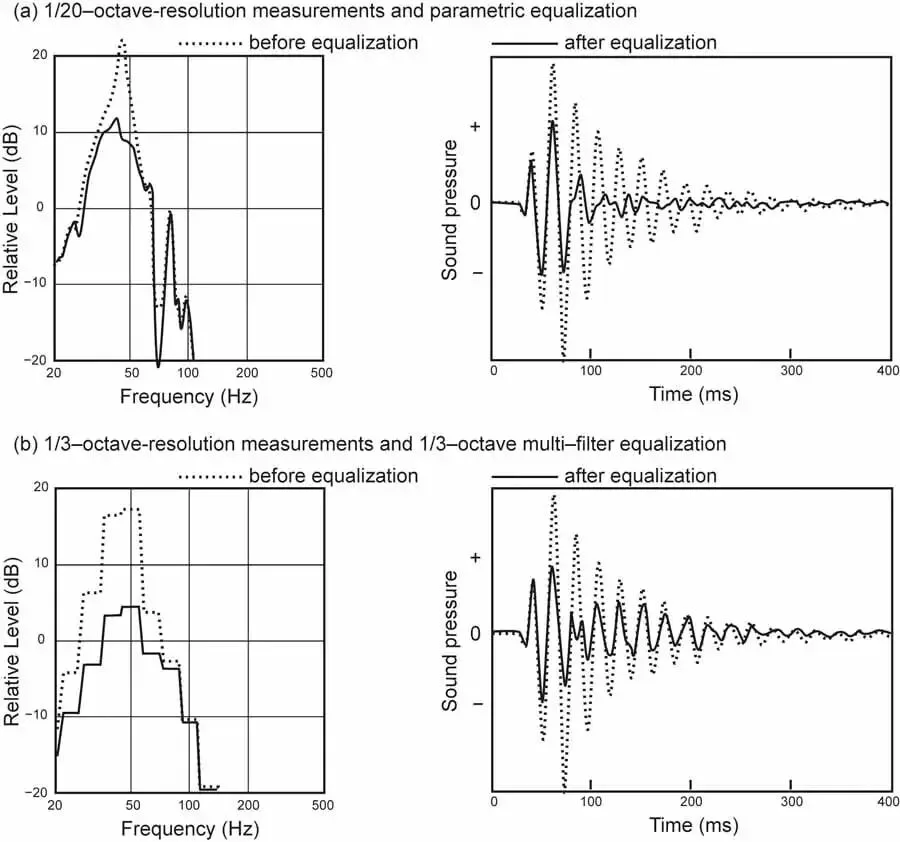 (a) 1/20–octave-resolution measurements and parametric equalization
before equalization
after equalization
20
10
0
−10
−20
Relative Level (dB)
20
50
100
200
500
Frequency (Hz)
+
0
−
Sound pressure
0
100
200
300
400
Time (ms)
(b) 1/3–octave-resolution measurements and 1/3–octave multi–filter equalization
before equalization
after equalization
20
10
0
−10
−20
Relative Level (dB)
20
50
100
200
500
Frequency (Hz)
+
0
−
Sound pressure
0
100
200
300
400
Time (ms)